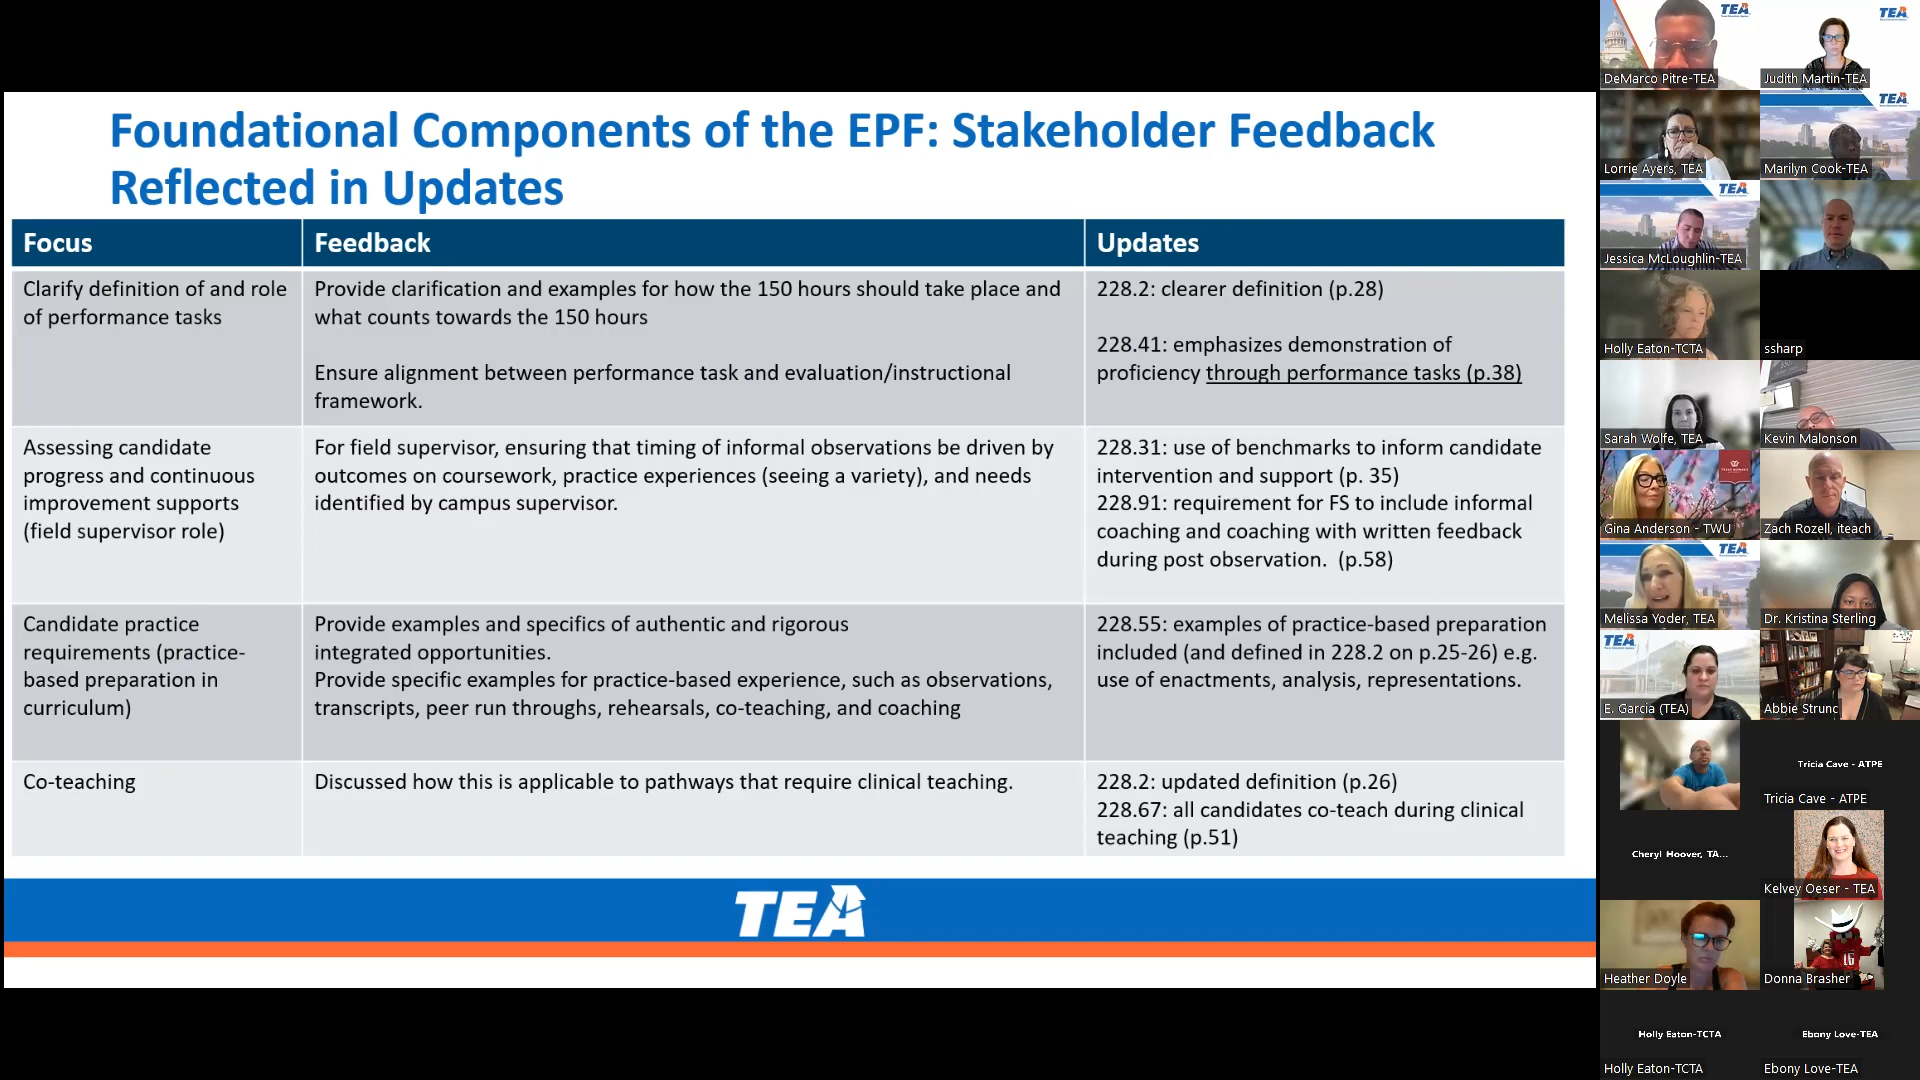 Foundational Components of the EPF: Stakeholder Feedback
Reflected in Updates
Focus
Feedback
Updates
Clarify definition of and role
of performance tasks
Provide clarification and examples for how the 150 hours should take place and
what counts towards the 150 hours
Ensure alignment between performance task and evaluation/instructional
framework.
228.2: clearer definition (p.28)
228.41: emphasizes demonstration of
proficiency through performance tasks (p.38)
Assessing candidate
progress and continuous
improvement supports
(field supervisor role)
For field supervisor, ensuring that timing of informal observations be driven by
outcomes on coursework, practice experiences (seeing a variety), and needs
identified by campus supervisor.
228.31: use of benchmarks to inform candidate
intervention and support (p. 35)
228.91: requirement for FS to include informal
coaching and coaching with written feedback
during post observation.  (p.58)
Candidate practice
requirements (practice-
based preparation in
curriculum)
Provide examples and specifics of authentic and rigorous
integrated opportunities.
Provide specific examples for practice-based experience, such as observations,
transcripts, peer run throughs, rehearsals, co-teaching, and coaching
228.55: examples of practice-based preparation
included (and defined in 228.2 on p.25-26) e.g.
use of enactments, analysis, representations.
Co-teaching
Discussed how this is applicable to pathways that require clinical teaching.
228.2: updated definition (p.26)
228.67: all candidates co-teach during clinical
teaching (p.51)
TEA
TEA
DeMarco Pitre-TEA
TEA
Judith Martin-TEA
Lorrie Ayers, TEA
TEA
Marilyn Cook-TEA
TEA
Jessica McLoughlin-TEA
Holly Eaton-TCTA
ssharp
Sarah Wolfe, TEA
Kevin Malonson
Gina Anderson - TWU
Zach Rozell, iteach
TEA
Melissa Yoder, TEA
Dr. Kristina Sterling
TEA
E. Garcia (TEA)
Abbie Strunc
Tricia Cave - ATPE
Tricia Cave - ATPE
Cheryl Hoover, TA...
Kelvey Oeser - TEA
Heather Doyle
16
Donna Brasher
Holly Eaton-TCTA
Holly Eaton-TCTA
Ebony Love-TEA
Ebony Love-TEA